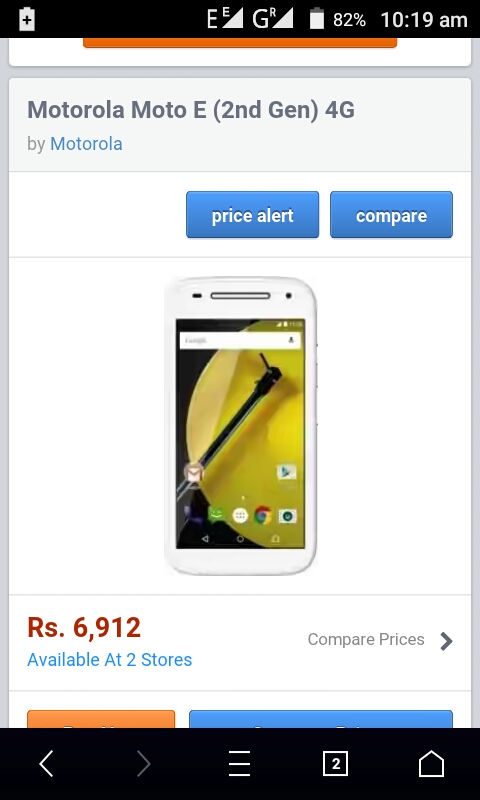 E E G R 82% 10:19 am
Motorola Moto E (2nd Gen) 4G
by Motorola
price alert
compare
Google
Rs. 6,912
Compare Prices
Available At 2 Stores
2